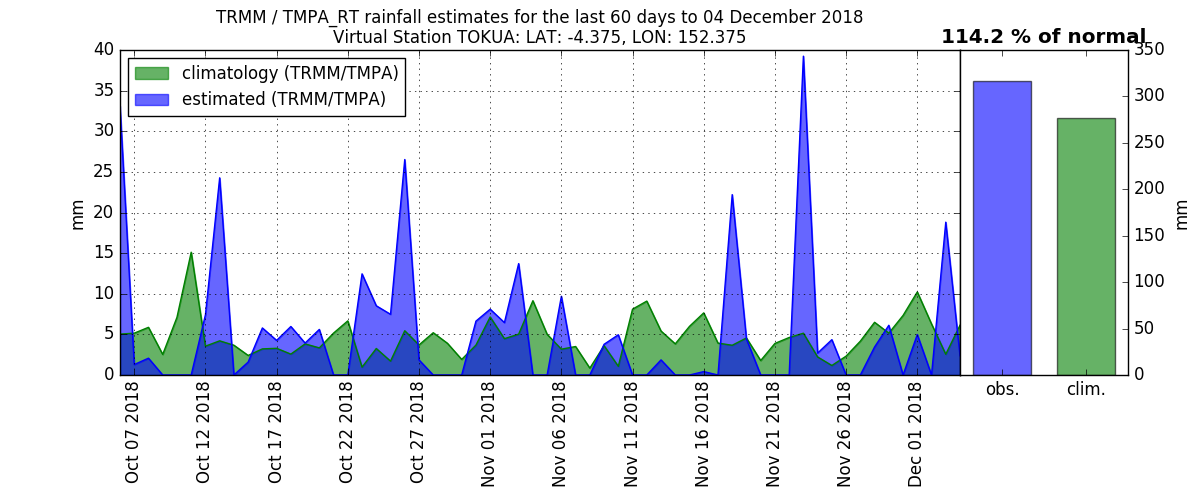 TRMM / TMPA_RT rainfall estimates for the last 60 days to 04 December 2018
Virtual Station TOKUA: LAT: -4.375, LON: 152.375
114.2 % of normal
climatology (TRMM/TMPA)
estimated (TRMM/TMPA)
40
35
30
25
20
15
10
5
0
mm
Oct 07 2018
Oct 12 2018
Oct 17 2018
Oct 22 2018
Oct 27 2018
Nov 01 2018
Nov 06 2018
Nov 11 2018
Nov 16 2018
Nov 21 2018
Nov 26 2018
Dec 01 2018
obs.
clim.
350
300
250
200
150
100
50
0
mm